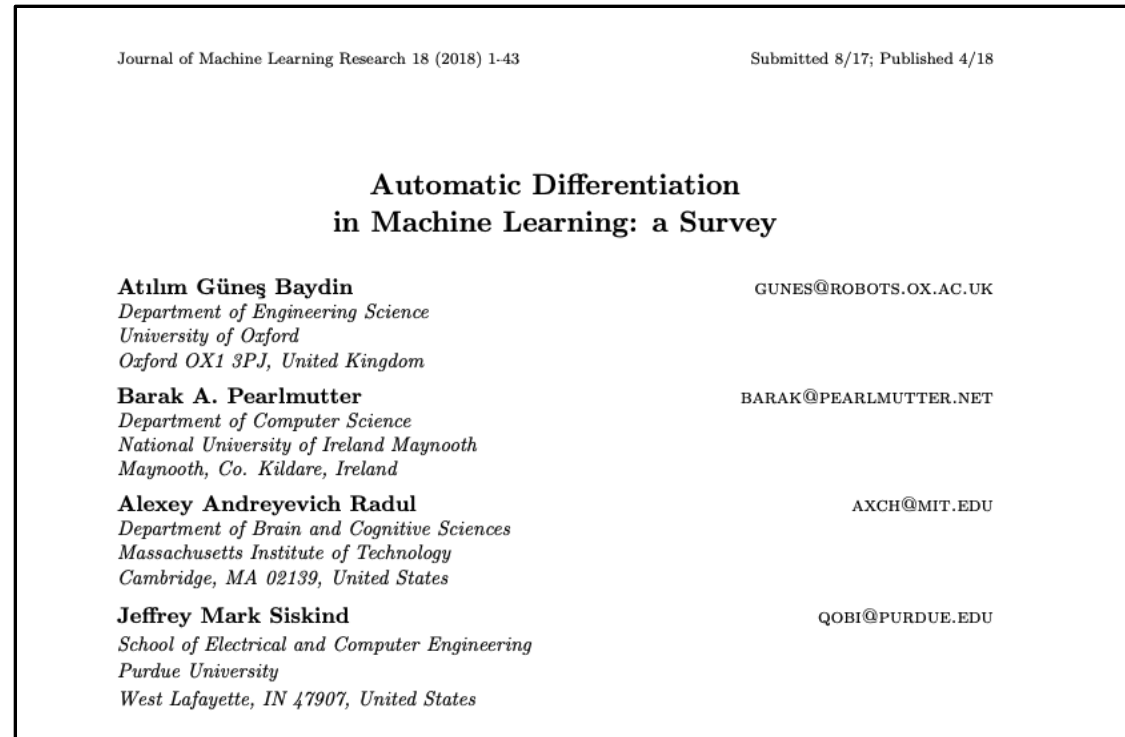 Journal of Machine Learning Research 18 (2018) 1-43 Submitted 8/17; Published 4/18
Automatic Differentiation
in Machine Learning: a Survey
Atılım Güneş Baydin GUNES@ROBOTS.OX.AC.UK
Department of Engineering Science
University of Oxford
Oxford OX1 3PJ, United Kingdom
Barak A. Pearlmutter BARAK@PEARLMUTTER.NET
Department of Computer Science
National University of Ireland Maynooth
Maynooth, Co. Kildare, Ireland
Alexey Andreyevich Radul AXCH@MIT.EDU
Department of Brain and Cognitive Sciences
Massachusetts Institute of Technology
Cambridge, MA 02139, United States
Jeffrey Mark Siskind QOBI@PURDUE.EDU
School of Electrical and Computer Engineering
Purdue University
West Lafayette, IN 47907, United States